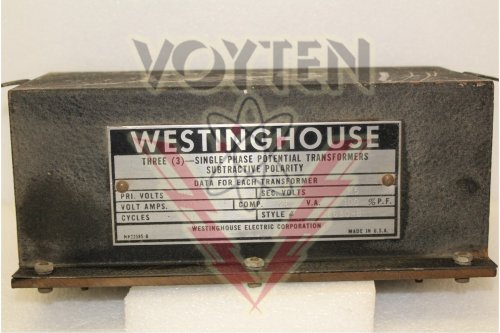 VOYTEN
WESTINGHOUSE
THREE (3)—SINGLE PHASE POTENTIAL TRANSFORMERS
SUBTRACTIVE POLARITY
DATA FOR EACH TRANSFORMER
PRI. VOLTS SEC. VOLTS
VOLT AMPS. COMP. V.A. % P.F.
CYCLES STYLE #
WESTINGHOUSE ELECTRIC CORPORATION
MADE IN U.S.A.